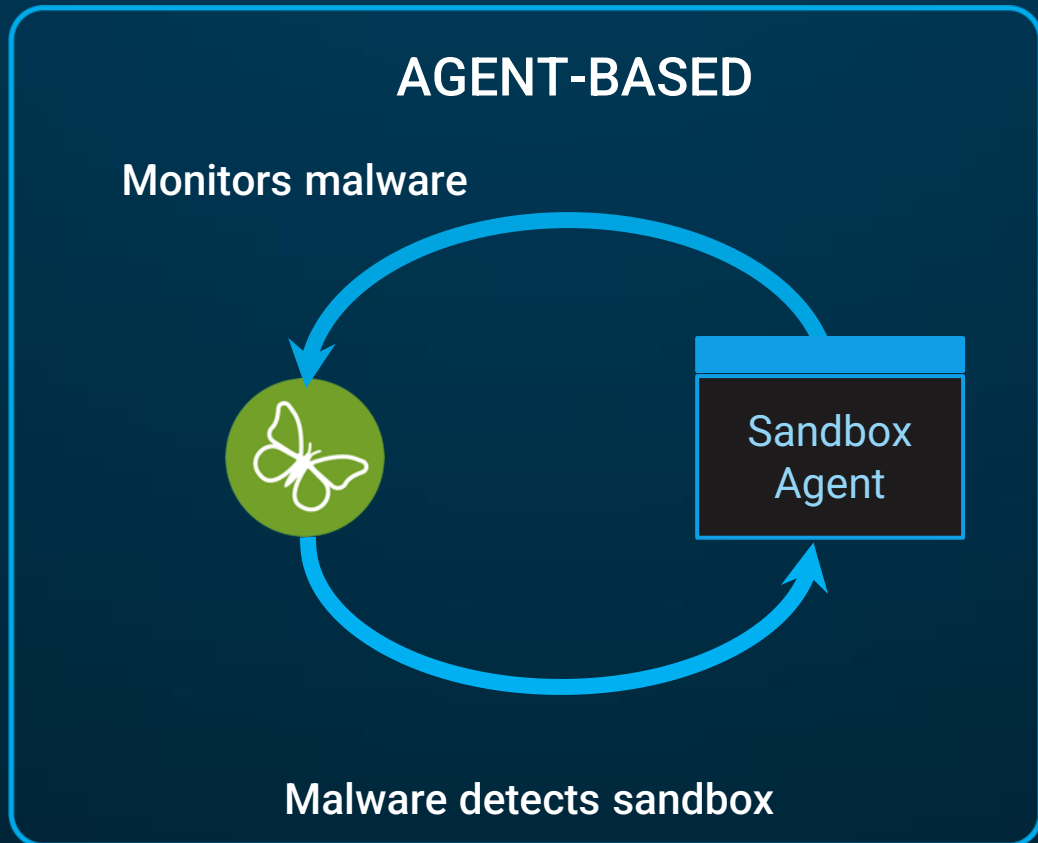 AGENT-BASED
Monitors malware
Sandbox
Agent
Malware detects sandbox